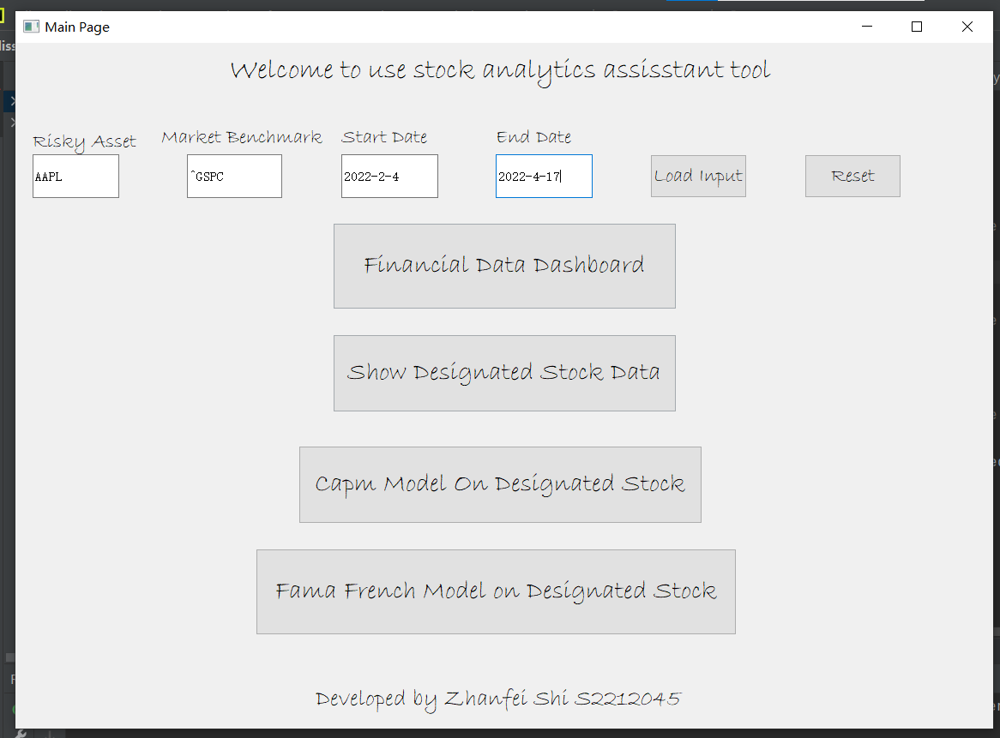 Main Page
Welcome to use stock analytics assisstant tool
Risky Asset Market Benchmark Start Date End Date
AAPL ^GSPC 2022-2-4 2022-4-17 Load Input Reset
Financial Data Dashboard
Show Designated Stock Data
Capm Model On Designated Stock
Fama French Model on Designated Stock
Developed by Zhanfei Shi S2212045